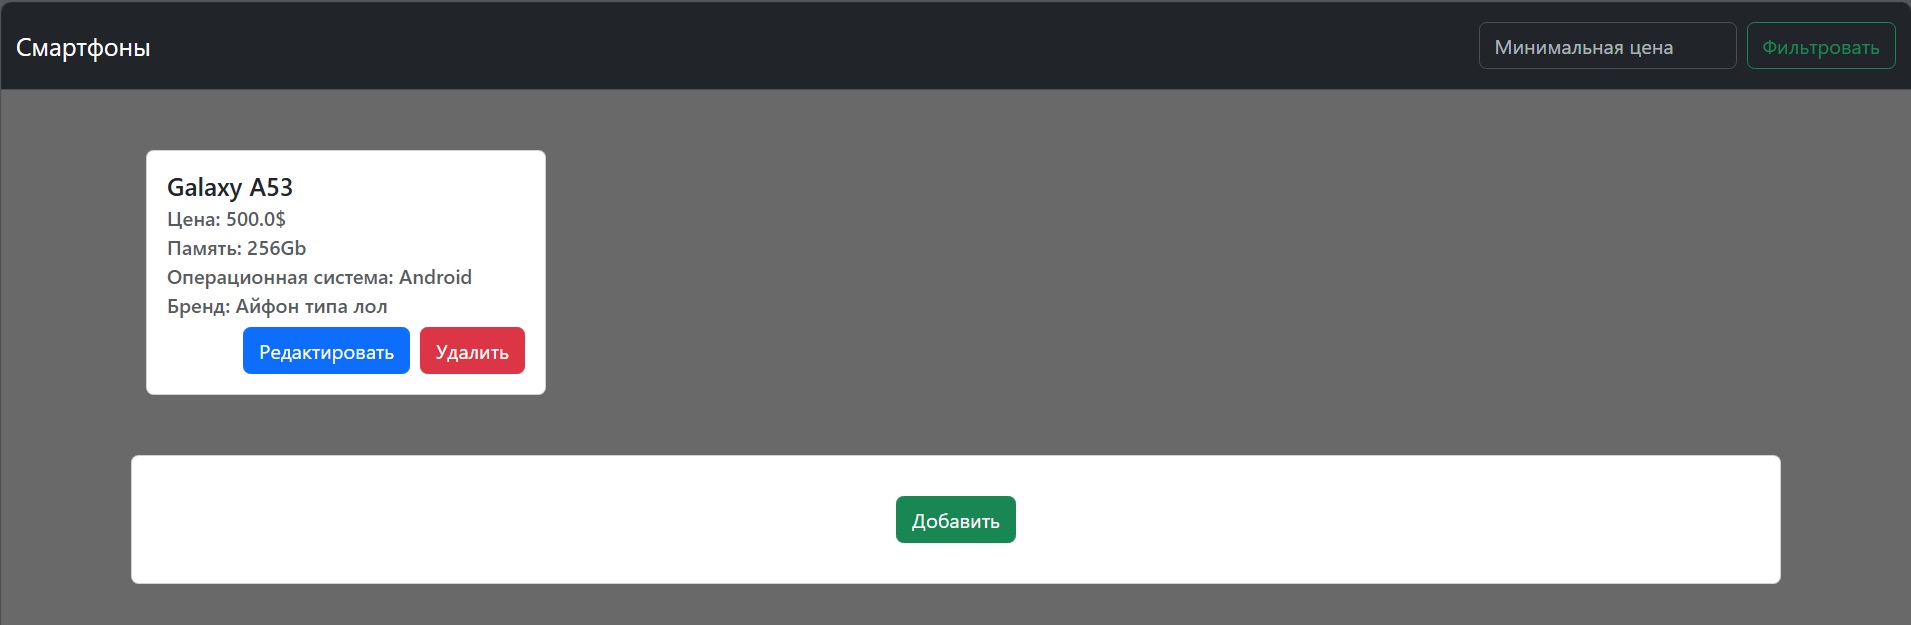 Смартфоны
Минимальная цена
Фильтровать
Galaxy A53
Цена: 500.0$
Память: 256Gb
Операционная система: Android
Бренд: Айфон типа лол
Редактировать
Удалить
Добавить